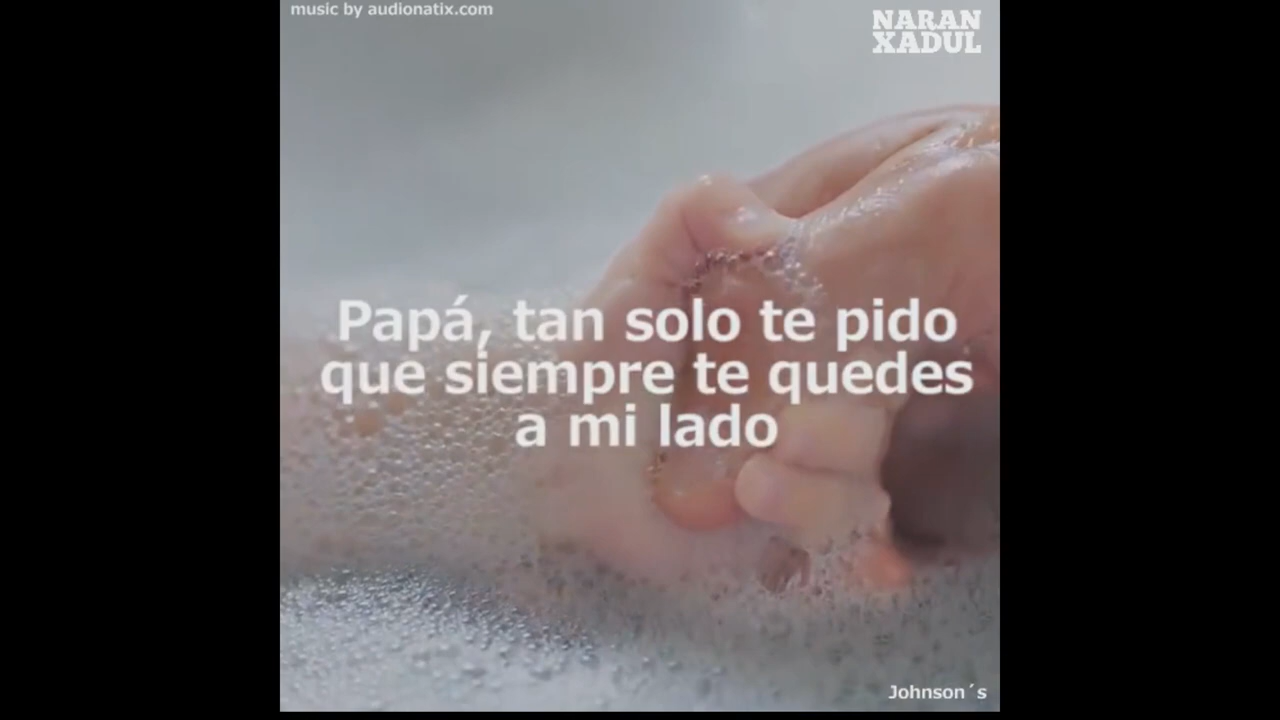 music by audionatix.com
NARAN
XADUL
Papá, tan solo te pido
que siempre te quedes
a mi lado
Johnson´s